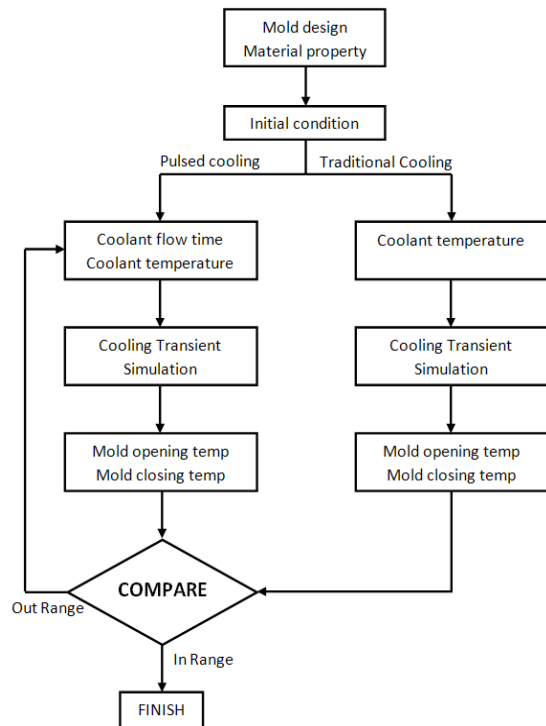 Mold design
Material property
Initial condition
Pulsed cooling
Traditional Cooling
Coolant flow time
Coolant temperature
Coolant temperature
Cooling Transient
Simulation
Cooling Transient
Simulation
Mold opening temp
Mold closing temp
Mold opening temp
Mold closing temp
COMPARE
Out Range
In Range
FINISH